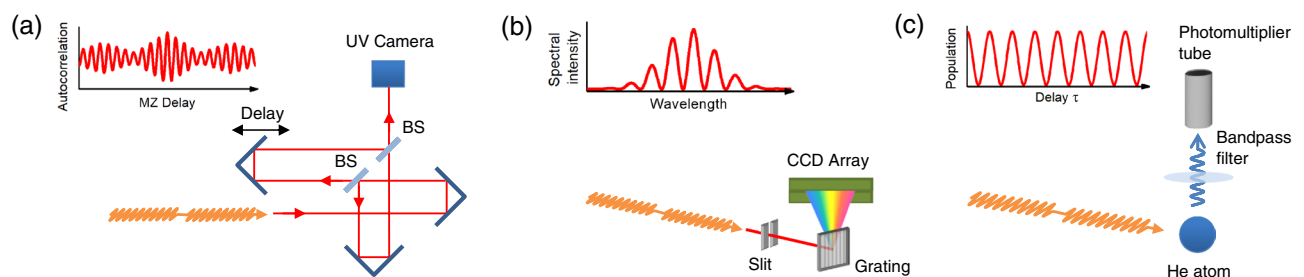 (a)
Autocorrelation
MZ Delay
UV Camera
Delay
BS
BS
(b)
Spectral
intensity
Wavelength
CCD Array
Slit
Grating
(c)
Population
Delay τ
Photomultiplier
tube
Bandpass
filter
He atom